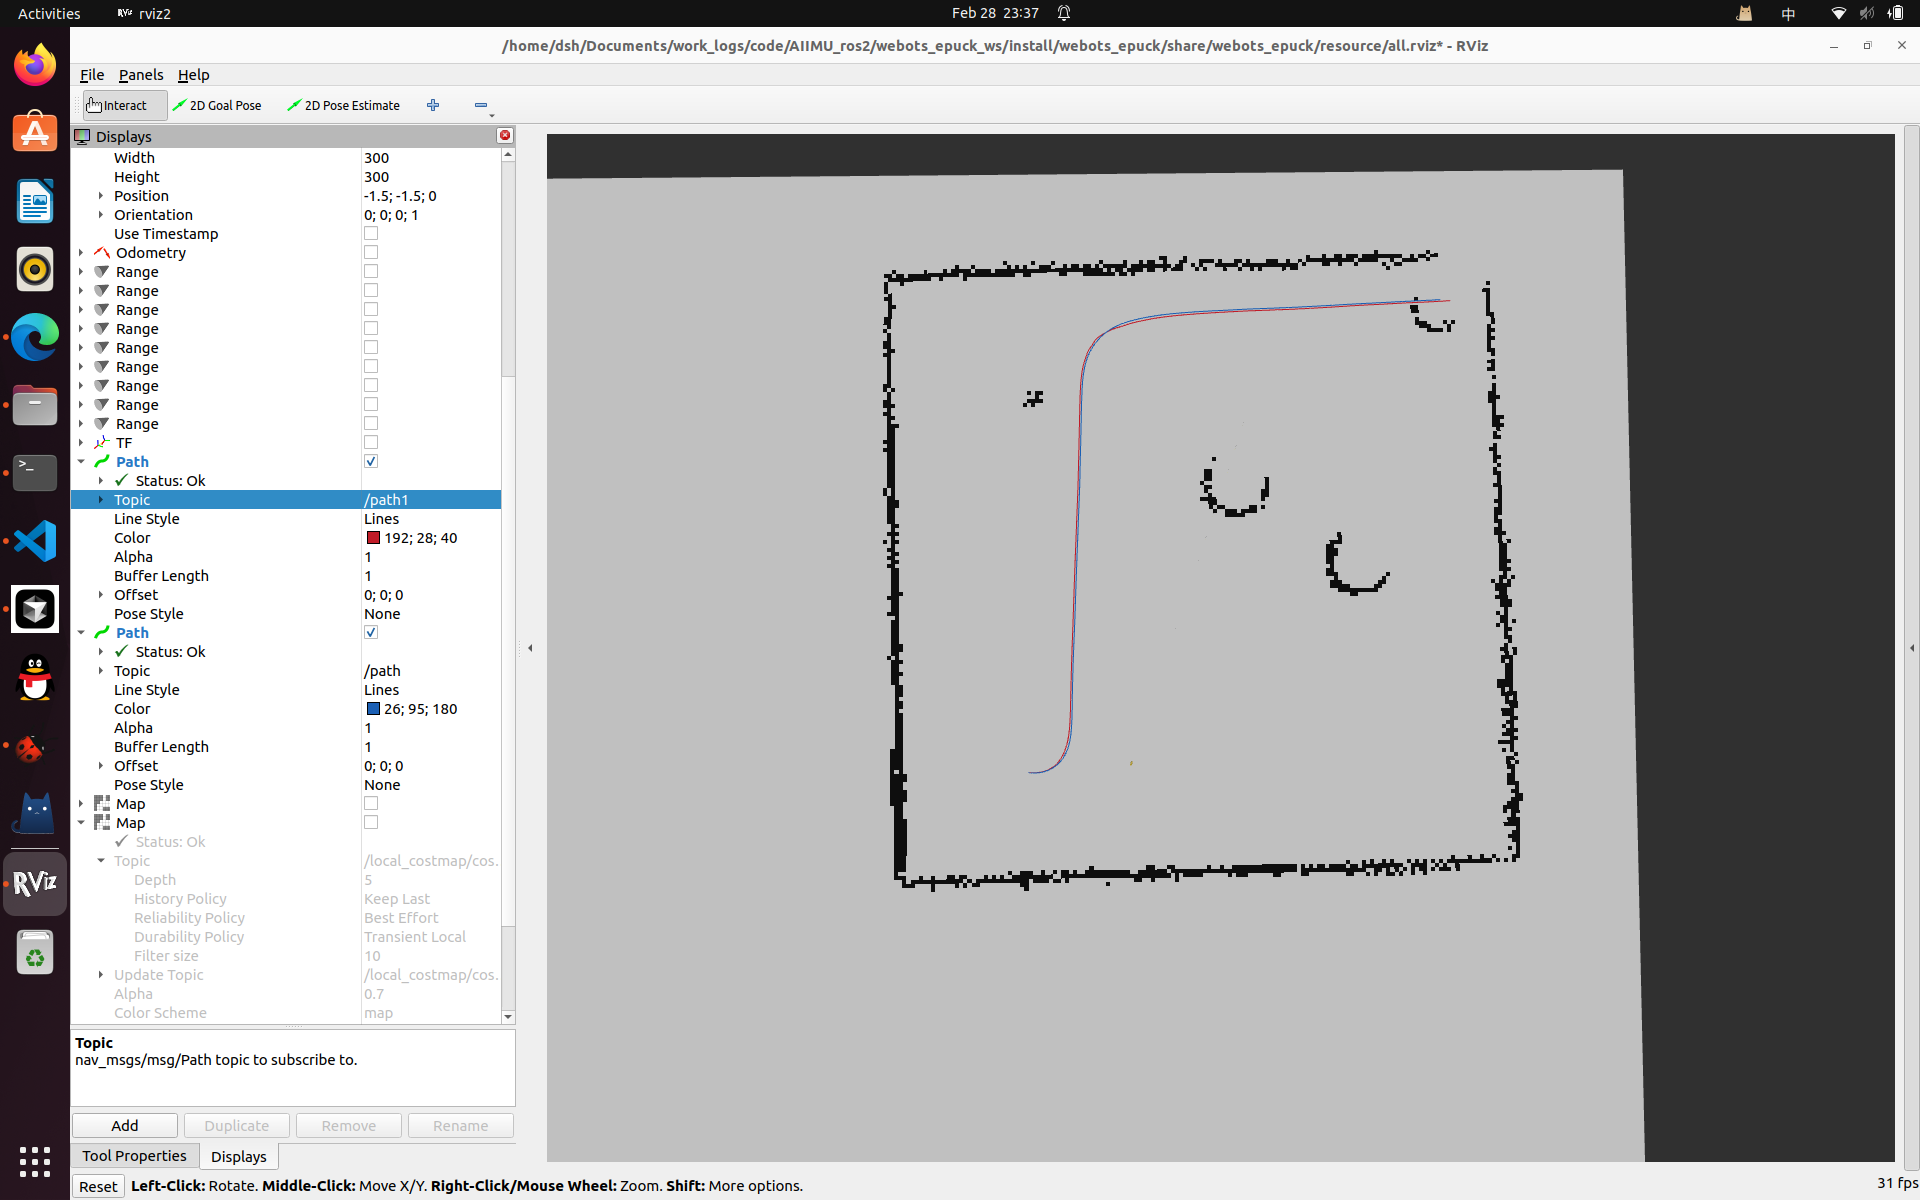 Activities
rviz2
Feb 28 23:37
中
/home/dsh/Documents/work_logs/code/AIIMU_ros2/webots_epuck_ws/install/webots_epuck/share/webots_epuck/resource/all.rviz* - RViz
File Panels Help
Interact 2D Goal Pose 2D Pose Estimate
Displays
Width 300
Height 300
Position -1.5; -1.5; 0
Orientation 0; 0; 0; 1
Use Timestamp
Odometry
Range
Range
Range
Range
Range
Range
Range
Range
Range
TF
Path
Status: Ok
Topic /path1
Line Style Lines
Color 192; 28; 40
Alpha 1
Buffer Length 1
Offset 0; 0; 0
Pose Style None
Path
Status: Ok
Topic /path
Line Style Lines
Color 26; 95; 180
Alpha 1
Buffer Length 1
Offset 0; 0; 0
Pose Style None
Map
Map
Status: Ok
Topic /local_costmap/cos.
Depth 5
History Policy Keep Last
Reliability Policy Best Effort
Durability Policy Transient Local
Filter size 10
Update Topic /local_costmap/cos.
Alpha 0.7
Color Scheme map
Topic
nav_msgs/msg/Path topic to subscribe to.
Add Duplicate Remove Rename
Tool Properties Displays
Reset Left-Click: Rotate. Middle-Click: Move X/Y. Right-Click/Mouse Wheel: Zoom. Shift: More options.
31 fps
RViz